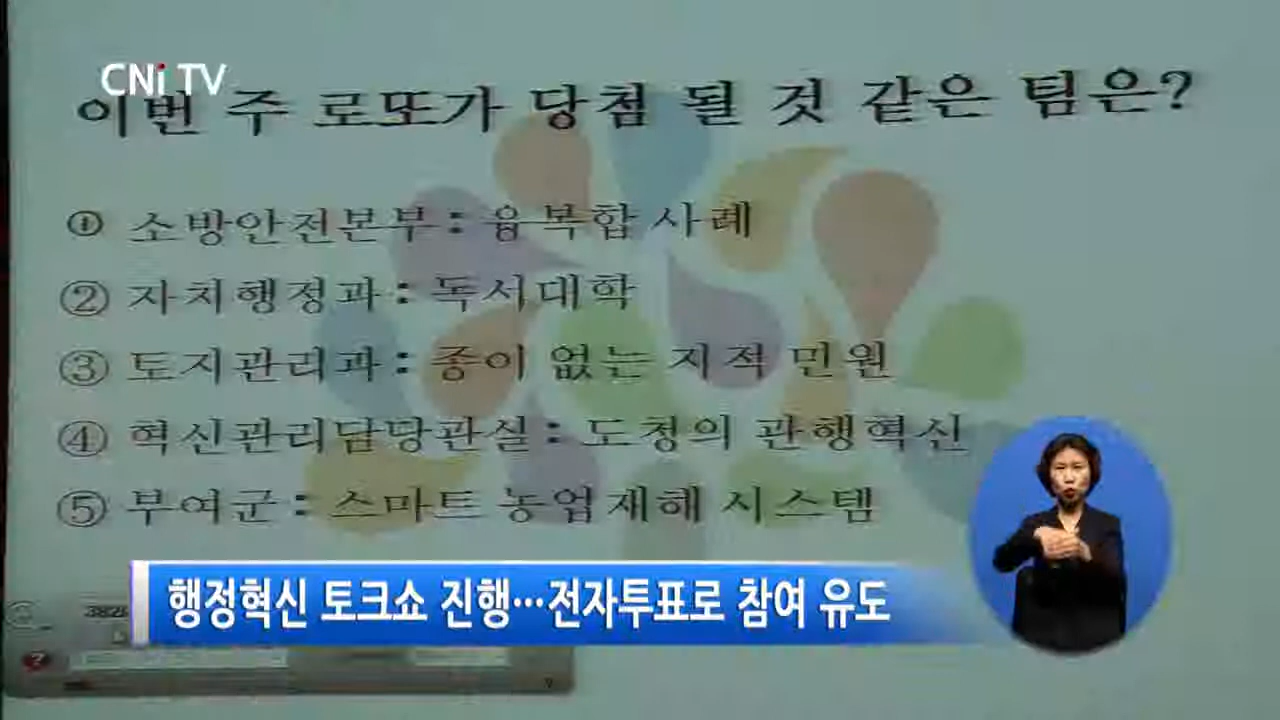 CNi TV
이번 주 로또가 당첨 될 것 같은 팀은?
① 소방안전본부 : 융복합 사례
② 자치행정과 : 독서대학
③ 토지관리과 : 종이 없는 지적 민원
④ 혁신관리담당관실 : 도청의 관행혁신
⑤ 부여군 : 스마트 농업재해 시스템
행정혁신 토크쇼 진행…전자투표로 참여 유도